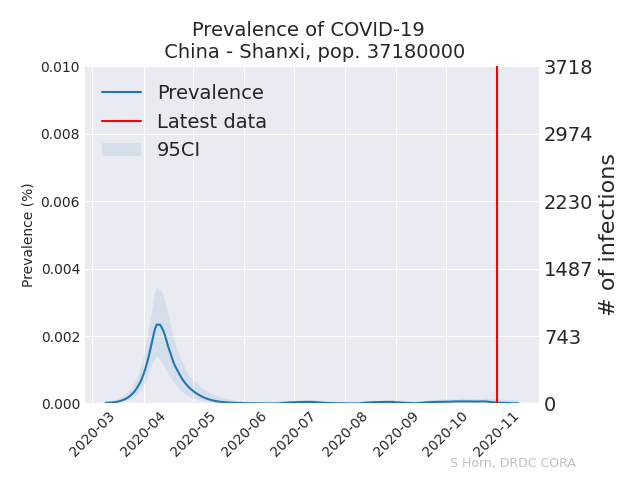 Prevalence of COVID-19
China - Shanxi, pop. 37180000
Prevalence
Latest data
95CI
0.010
0.008
0.006
0.004
0.002
0.000
Prevalence (%)
3718
2974
2230
1487
743
0
# of infections
2020-03
2020-04
2020-05
2020-06
2020-07
2020-08
2020-09
2020-10
2020-11
S Horn, DRDC CORA